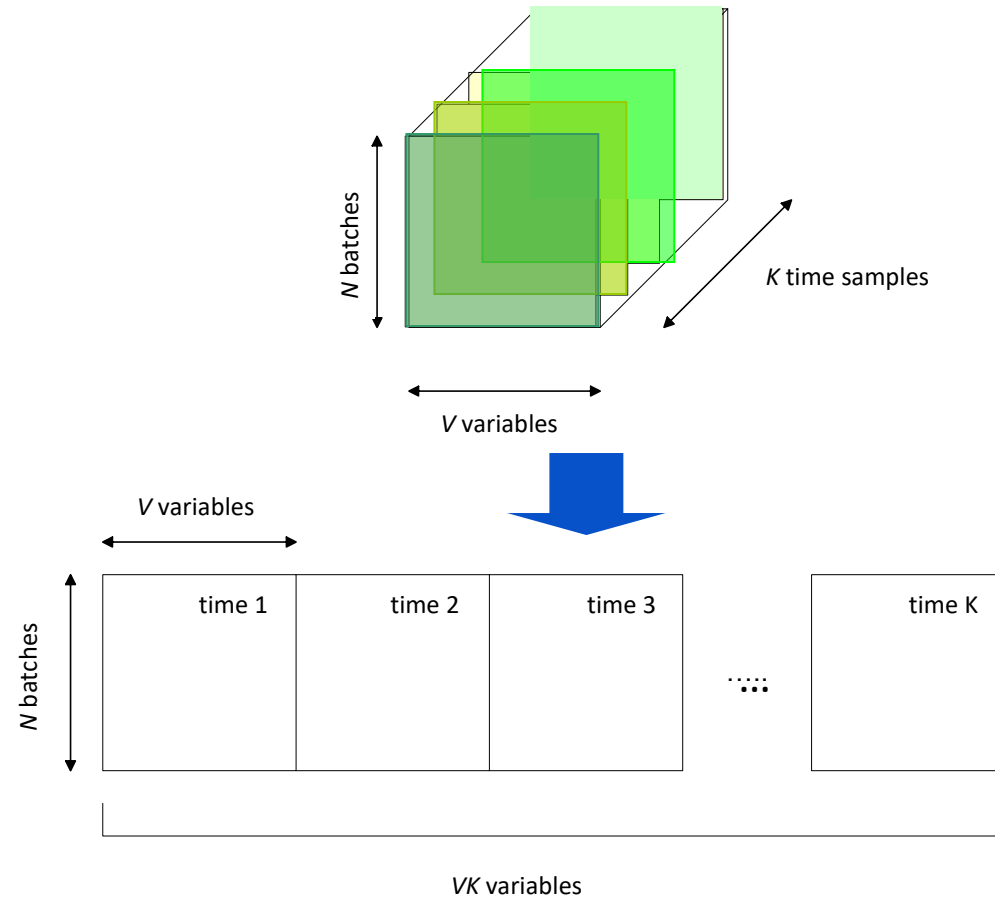 N batches
K time samples
V variables
V variables
time 1
time 2
time 3
time K
N batches
.....
...
VK variables